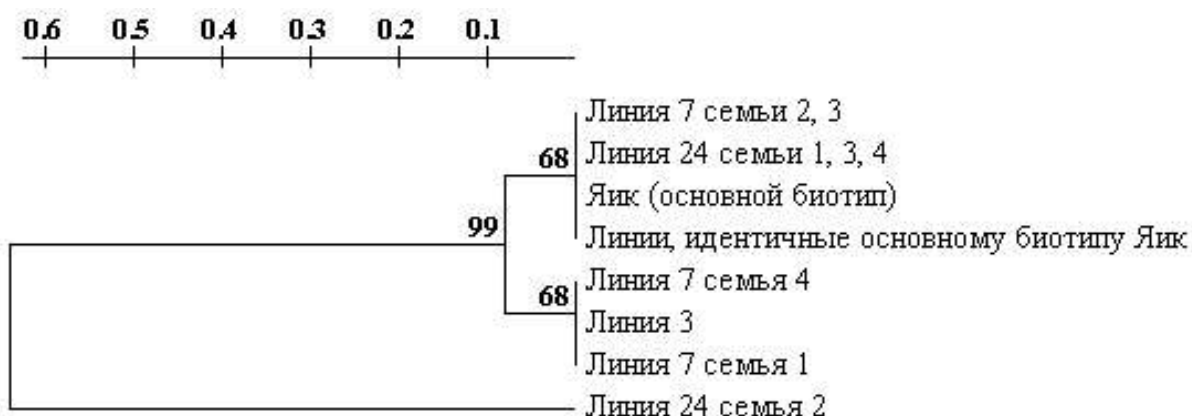 0.6 0.5 0.4 0.3 0.2 0.1
Линия 7 семьи 2, 3
68 Линия 24 семьи 1, 3, 4
Яик (основной биотип)
99 Линии, идентичные основному биотипу Яик
Линия 7 семья 4
68 Линия 3
Линия 7 семья 1
Линия 24 семья 2